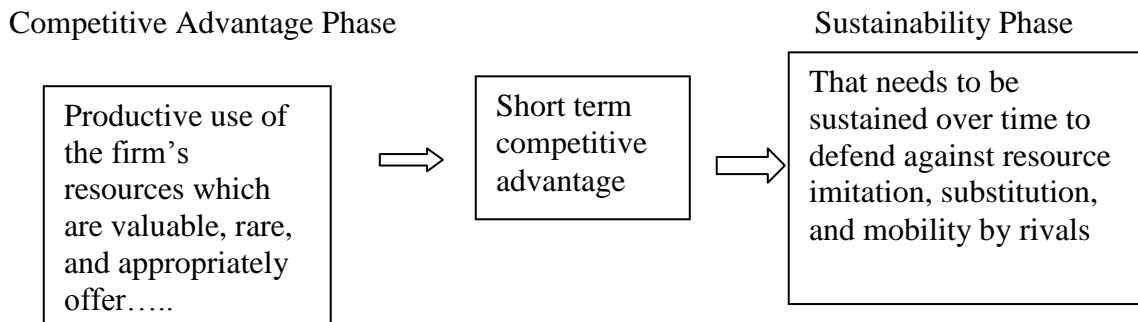 Competitive Advantage Phase
Sustainability Phase
Productive use of
the firm's
resources which
are valuable, rare,
and appropriately
offer…..
Short term
competitive
advantage
That needs to be
sustained over time to
defend against resource
imitation, substitution,
and mobility by rivals